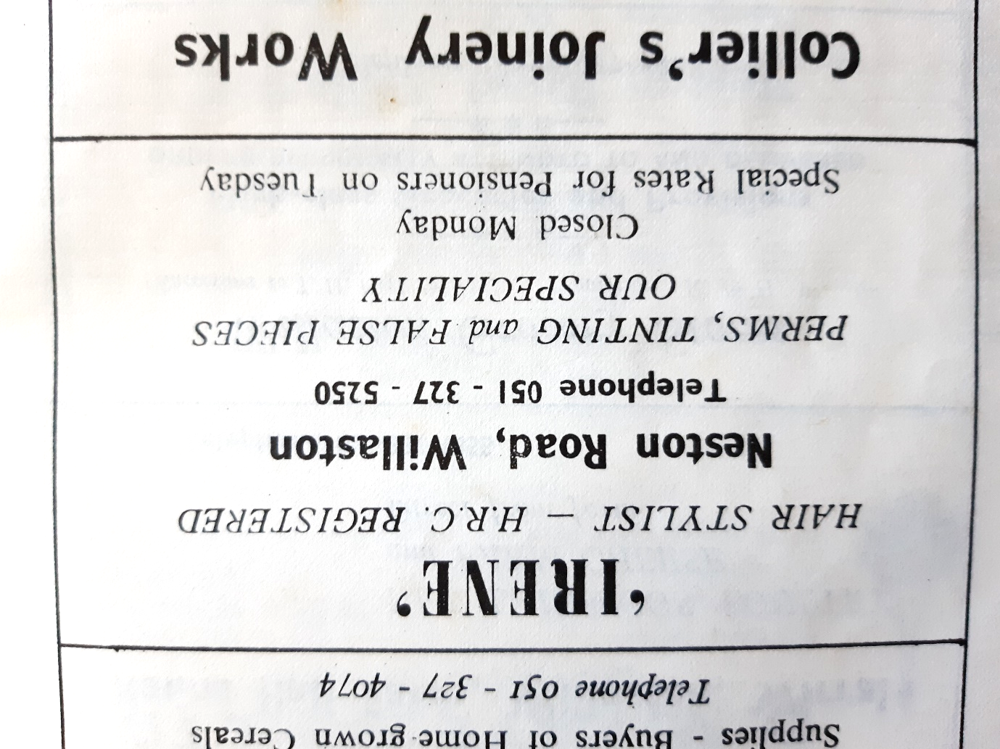 Supplies - Buyers of Home-grown Cereals
Telephone 051 - 327 - 4074
‘IRENE’
HAIR STYLIST — H.R.C. REGISTERED
Neston Road, Willaston
Telephone 051 - 327 - 5250
PERMS, TINTING and FALSE PIECES
OUR SPECIALITY
Closed Monday
Special Rates for Pensioners on Tuesday
Collier’s Joinery Works